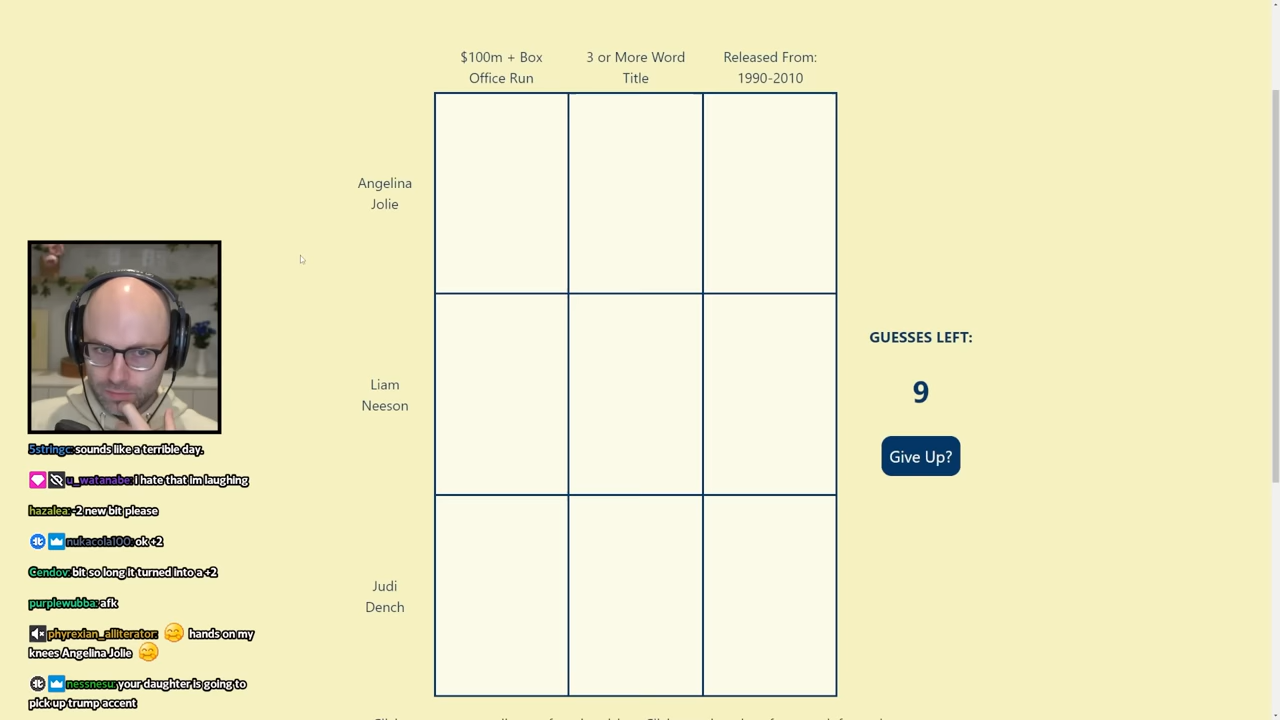 $100m + Box
Office Run
3 or More Word
Title
Released From:
1990-2010
Angelina
Jolie
Liam
Neeson
Judi
Dench
GUESSES LEFT:
9
Give Up?
5stringc: sounds like a terrible day.
u_watanabe: I hate that im laughing
hazalea: -2 new bit please
nukacola100: ok +2
Cendov: bit so long it turned into a +2
purplewubba: afk
phyrexian_alliterator: 🤗 hands on my
knees Angelina Jolie 🤗
nessnesu: your daughter is going to
pick up trump accent